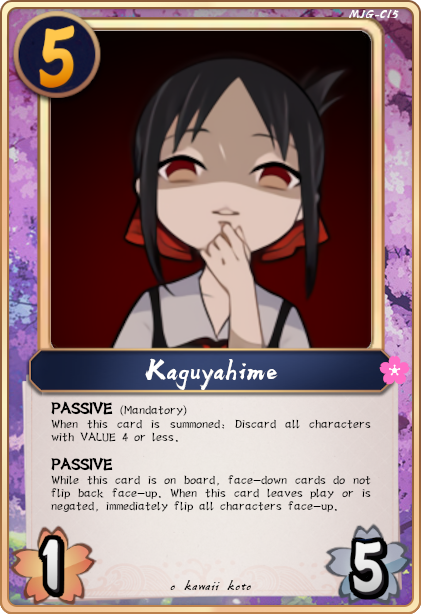 MJG-C15
5
Kaguyahime
PASSIVE (Mandatory)
When this card is summoned: Discard all characters
with VALUE 4 or less.
PASSIVE
While this card is on board, face-down cards do not
flip back face-up. When this card leaves play or is
negated, immediately flip all characters face-up.
1
5
o kawaii koto